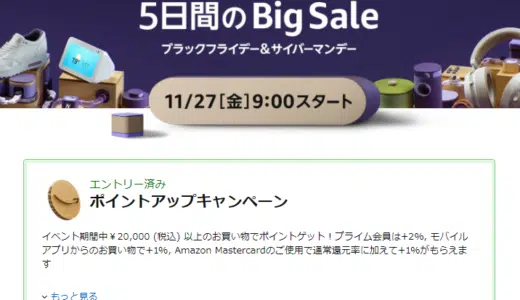 5日間のBig Sale
ブラックフライデー&サイバーマンデー
11/27[金]9:00スタート
エントリー済み
ポイントアップキャンペーン
イベント期間中￥20,000 (税込) 以上のお買い物でポイントゲット！プライム会員は+2%, モバイル
アプリからのお買い物で+1%, Amazon Mastercardのご使用で通常還元率に加えて+1%がもらえま
す
もっと見る